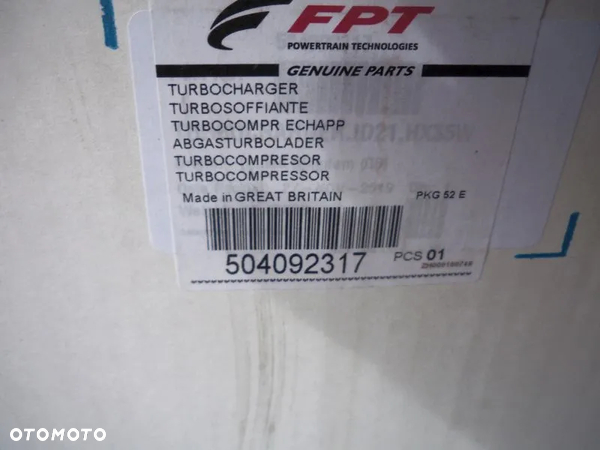 FPT
POWERTRAIN TECHNOLOGIES
GENUINE PARTS
TURBOCHARGER
TURBOSOFFIANTE
TURBOCOMPR ECHAPP
ABGASTURBOLADER
TURBOCOMPRESOR
TURBOCOMPRESSOR
Made in GREAT BRITAIN PKG 52 E
504092317 PCS 01
OTOMOTO